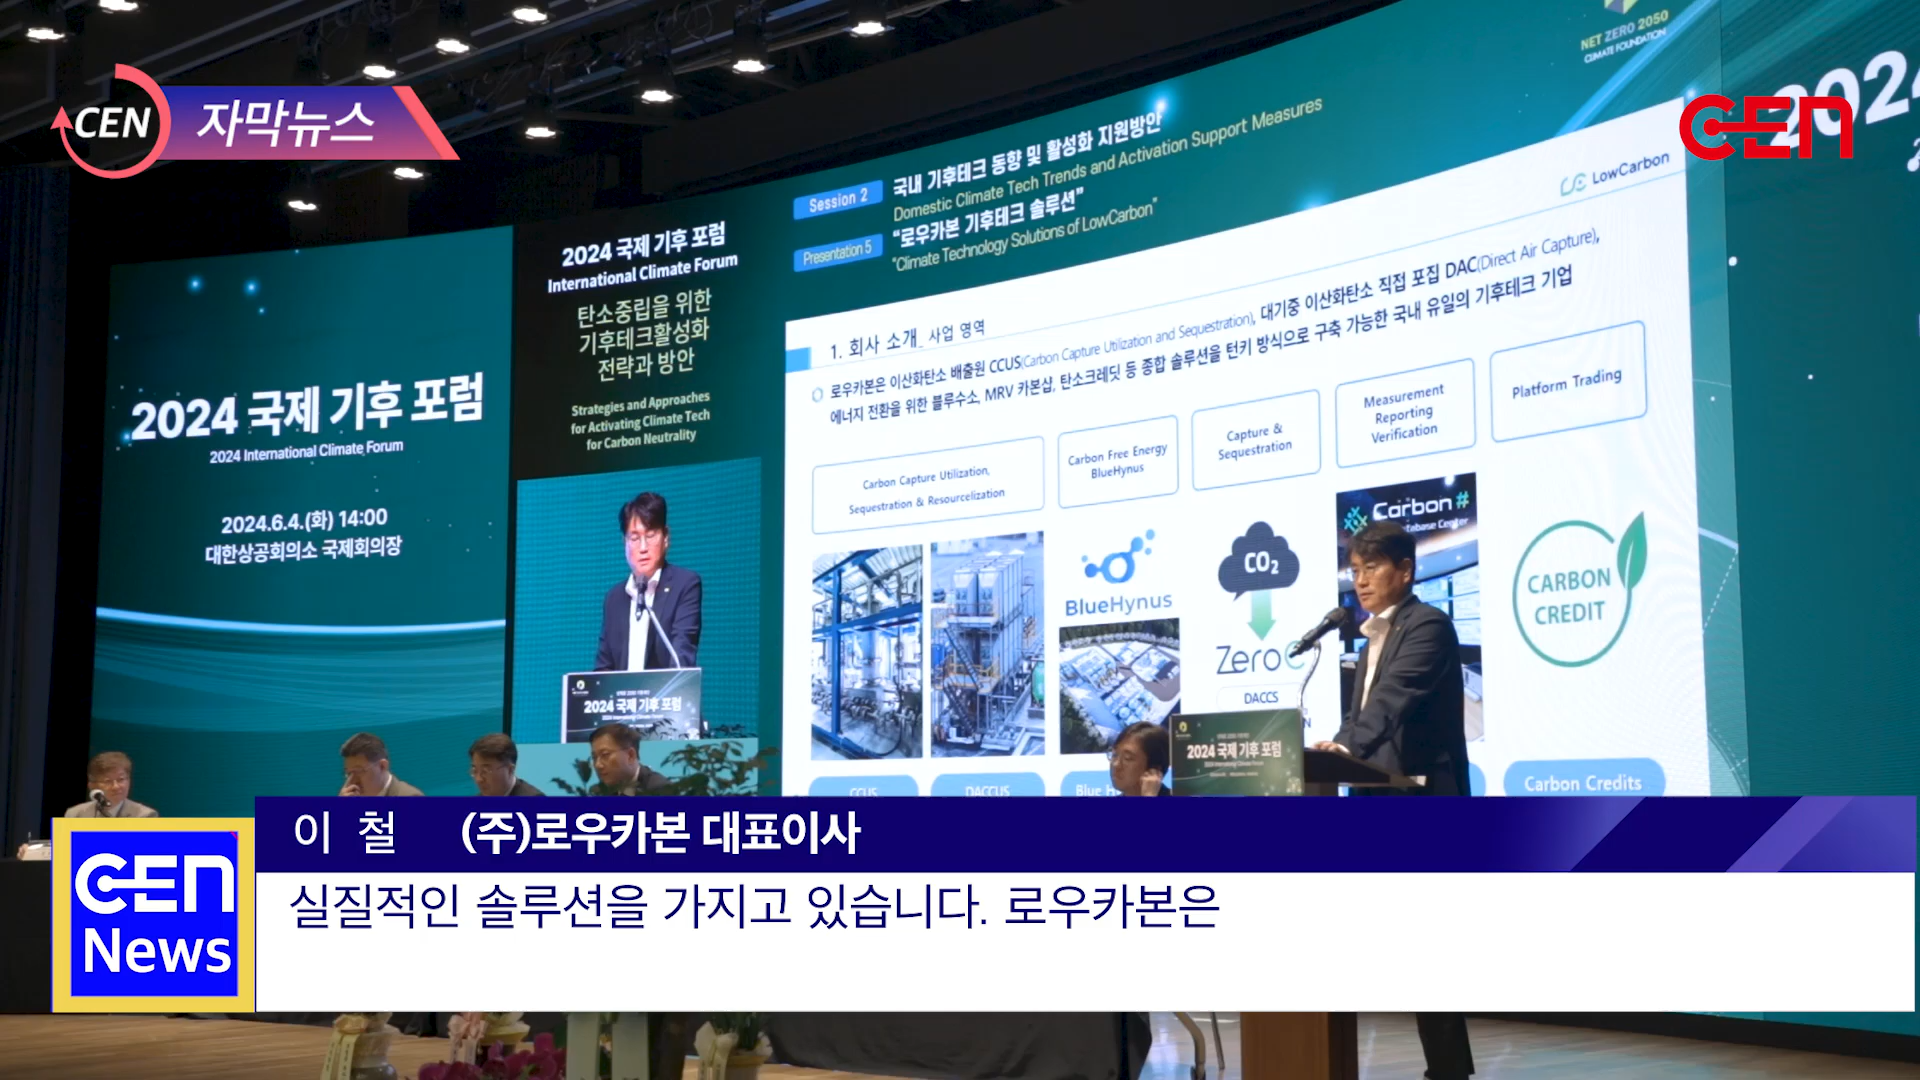 CEN
자막뉴스
CEN
NET ZERO 2050
CLIMATE FOUNDATION
Session 2
국내 기후테크 동향 및 활성화 지원방안
Domestic Climate Tech Trends and Activation Support Measures
Presentation 5
“로우카본 기후테크 솔루션”
“Climate Technology Solutions of LowCarbon”
LowCarbon
1. 회사 소개_ 사업 영역
로우카본은 이산화탄소 배출원 CCUS(Carbon Capture Utilization and Sequestration), 대기중 이산화탄소 직접 포집 DAC(Direct Air Capture),
에너지 전환을 위한 블루수소, MRV 카본샵, 탄소크레딧 등 종합 솔루션을 턴키 방식으로 구축 가능한 국내 유일의 기후테크 기업
Carbon Capture Utilization,
Sequestration & Resourcelization
Carbon Free Energy
BlueHynus
Capture &
Sequestration
Measurement
Reporting
Verification
Platform Trading
BlueHynus
CO2
ZeroC
DACCS
Carbon #
CARBON
CREDIT
CCUS
DACCUS
Blue
Carbon Credits
2024 국제 기후 포럼
International Climate Forum
탄소중립을 위한
기후테크활성화
전략과 방안
Strategies and Approaches
for Activating Climate Tech
for Carbon Neutrality
2024 국제 기후 포럼
2024 International Climate Forum
2024.6.4.(화) 14:00
대한상공회의소 국제회의장
2024 국제 기후 포럼
2024 International Climate Forum
2024 국제 기후 포럼
이 철 (주)로우카본 대표이사
실질적인 솔루션을 가지고 있습니다. 로우카본은
CEN
News